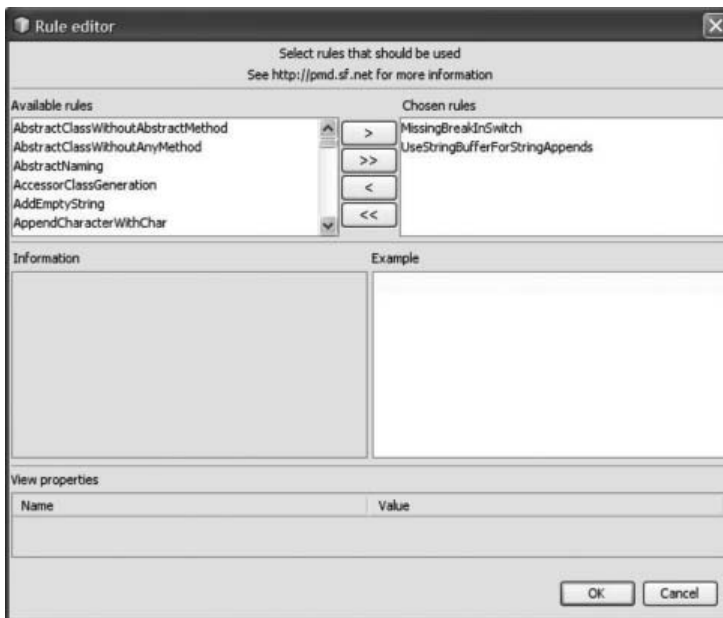 Rule editor
Select rules that should be used
See http://pmd.sf.net for more information
Available rules
AbstractClassWithoutAbstractMethod
AbstractClassWithoutAnyMethod
AbstractNaming
AccessorClassGeneration
AddEmptyString
AppendCharacterWithChar
>
>>
<
<<
Chosen rules
MissingBreakInSwitch
UseStringBufferForStringAppends
Information
Example
View properties
Name Value
OK Cancel